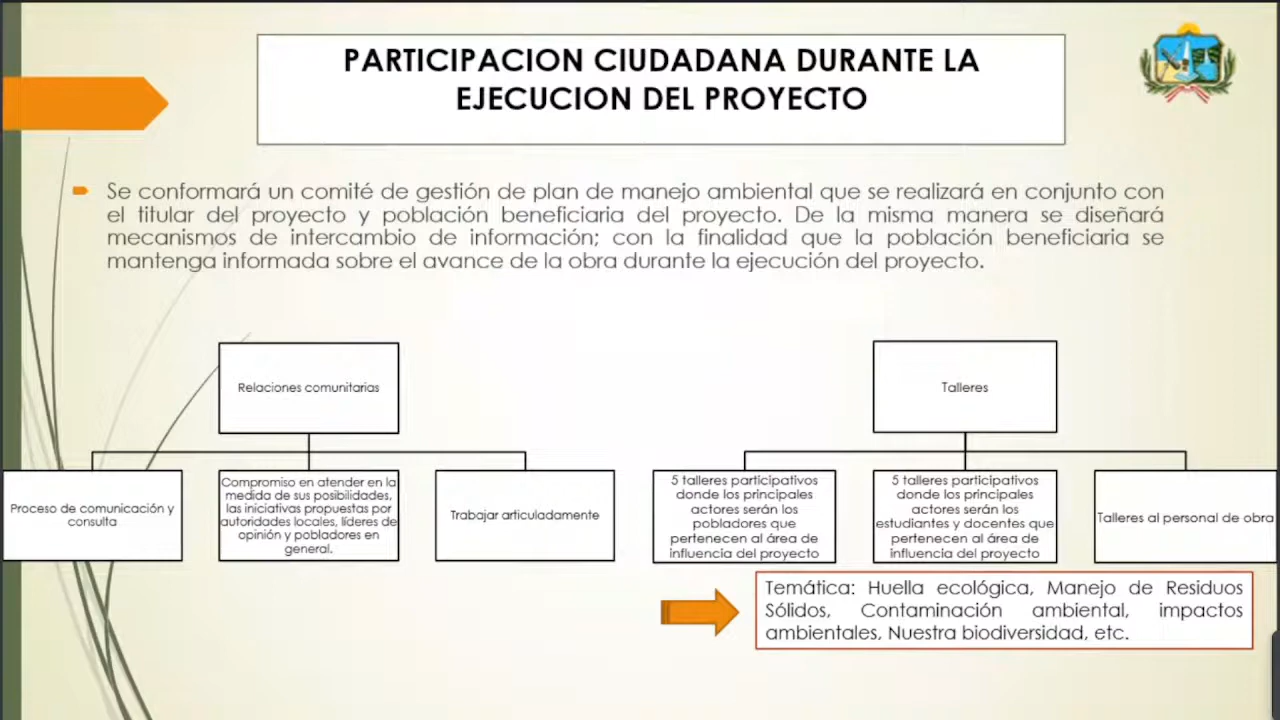 PARTICIPACION CIUDADANA DURANTE LA
EJECUCION DEL PROYECTO
Se conformará un comité de gestión de plan de manejo ambiental que se realizará en conjunto con
el titular del proyecto y población beneficiaria del proyecto. De la misma manera se diseñará
mecanismos de intercambio de información; con la finalidad que la población beneficiaria se
mantenga informada sobre el avance de la obra durante la ejecución del proyecto.
Relaciones comunitarias
Proceso de comunicación y
consulta
Compromiso en atender en la
medida de sus posibilidades,
las iniciativas propuestas por
autoridades locales, líderes de
opinión y pobladores en
general.
Trabajar articuladamente
Talleres
5 talleres participativos
donde los principales
actores serán los
pobladores que
pertenecen al área de
influencia del proyecto
5 talleres participativos
donde los principales
actores serán los
estudiantes y docentes que
pertenecen al área de
influencia del proyecto
Talleres al personal de obra
Temática: Huella ecológica, Manejo de Residuos
Sólidos, Contaminación ambiental, impactos
ambientales, Nuestra biodiversidad, etc.